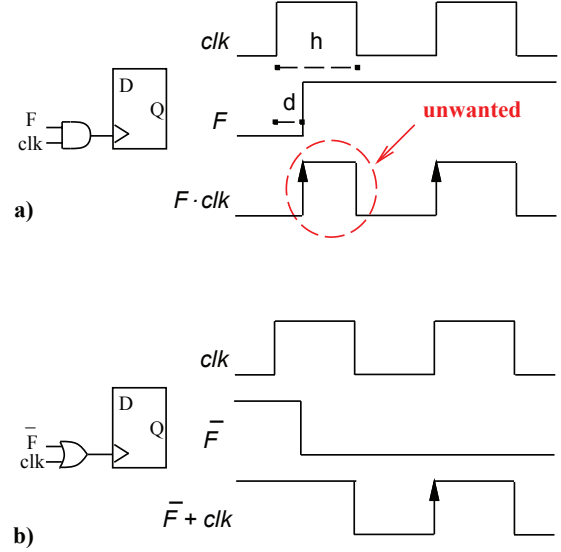 clk
h
D
Q
F
clk
d
F
unwanted
F · clk
a)
clk
D
Q
F̅
clk
F̅
F̅ + clk
b)